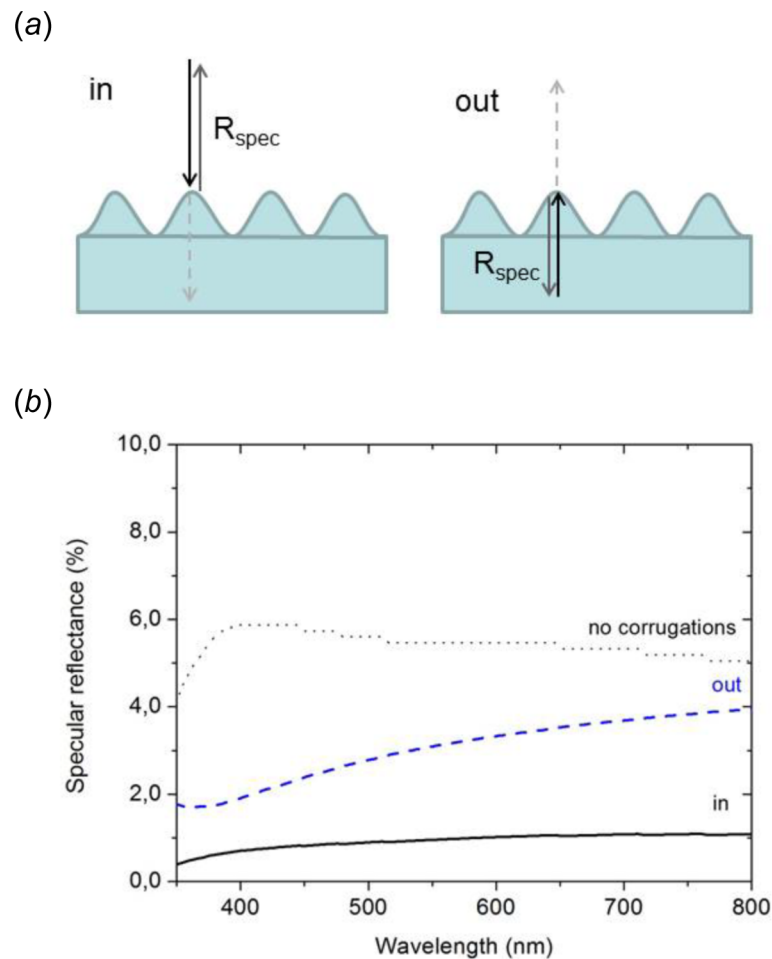 (a)
in
out
Rspec
Rspec
(b)
10,0
8,0
6,0
4,0
2,0
0,0
Specular reflectance (%)
no corrugations
out
in
400 500 600 700 800
Wavelength (nm)